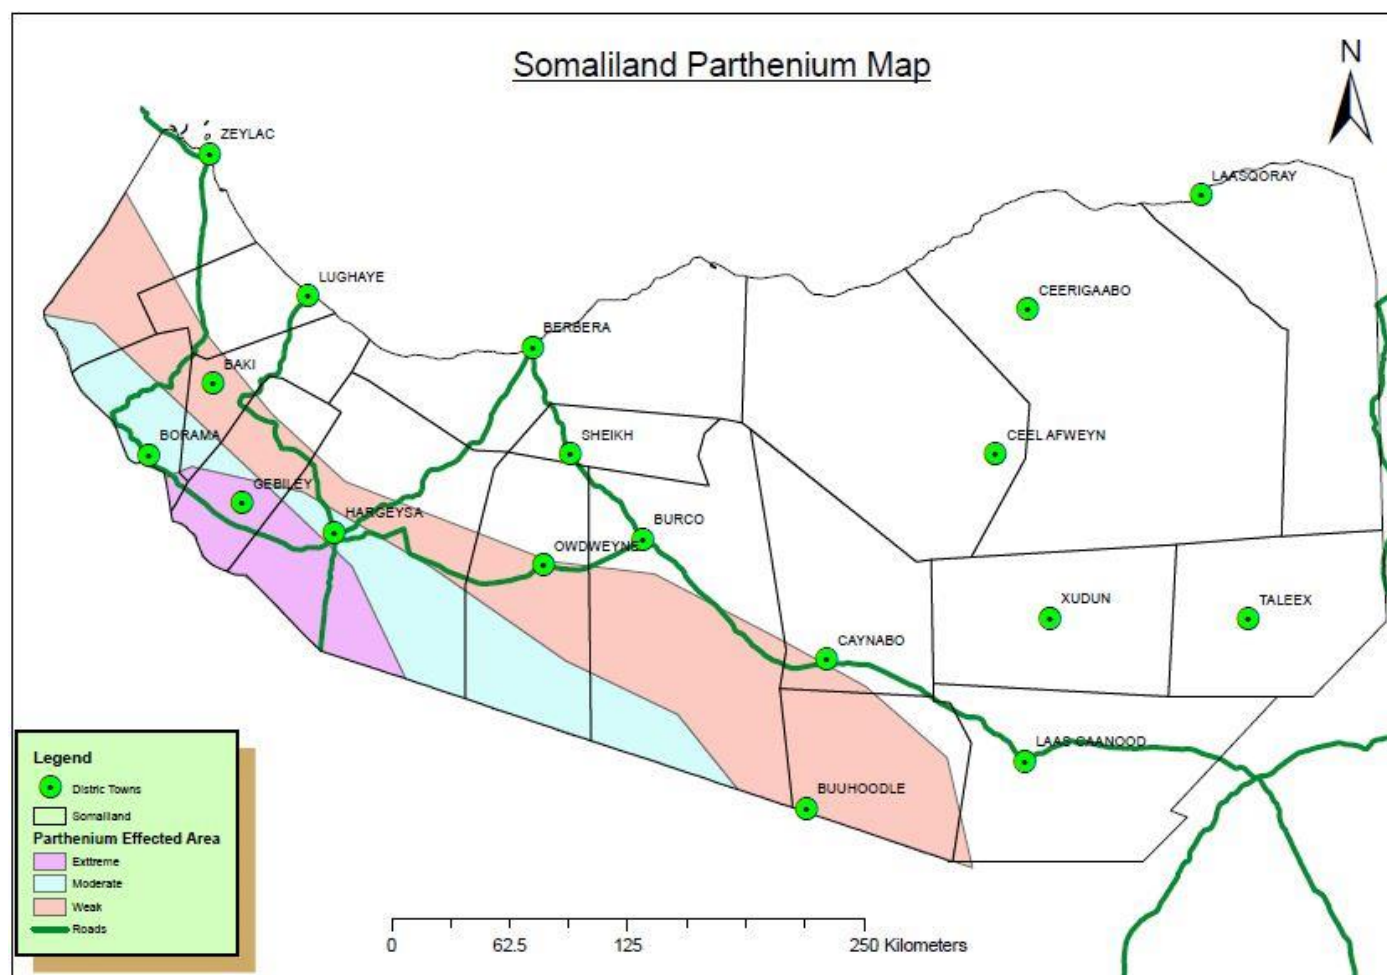 Somaliland Parthenium Map
N
ZEYLAC
LAASQORAY
LUGHAYE
CEERIGAABO
BERBERA
BAKI
BORAMA
SHEIKH
CEEL AFWEYN
GEBILEY
HARGEYSA
BURCO
OWDWEYNE
XUDUN
TALEEX
CAYNABO
LAAS CAANOOD
BUUHOODLE
Legend
Distric Towns
Somaliland
Parthenium Effected Area
Exttreme
Moderate
Weak
Roads
0 62.5 125 250 Kilometers